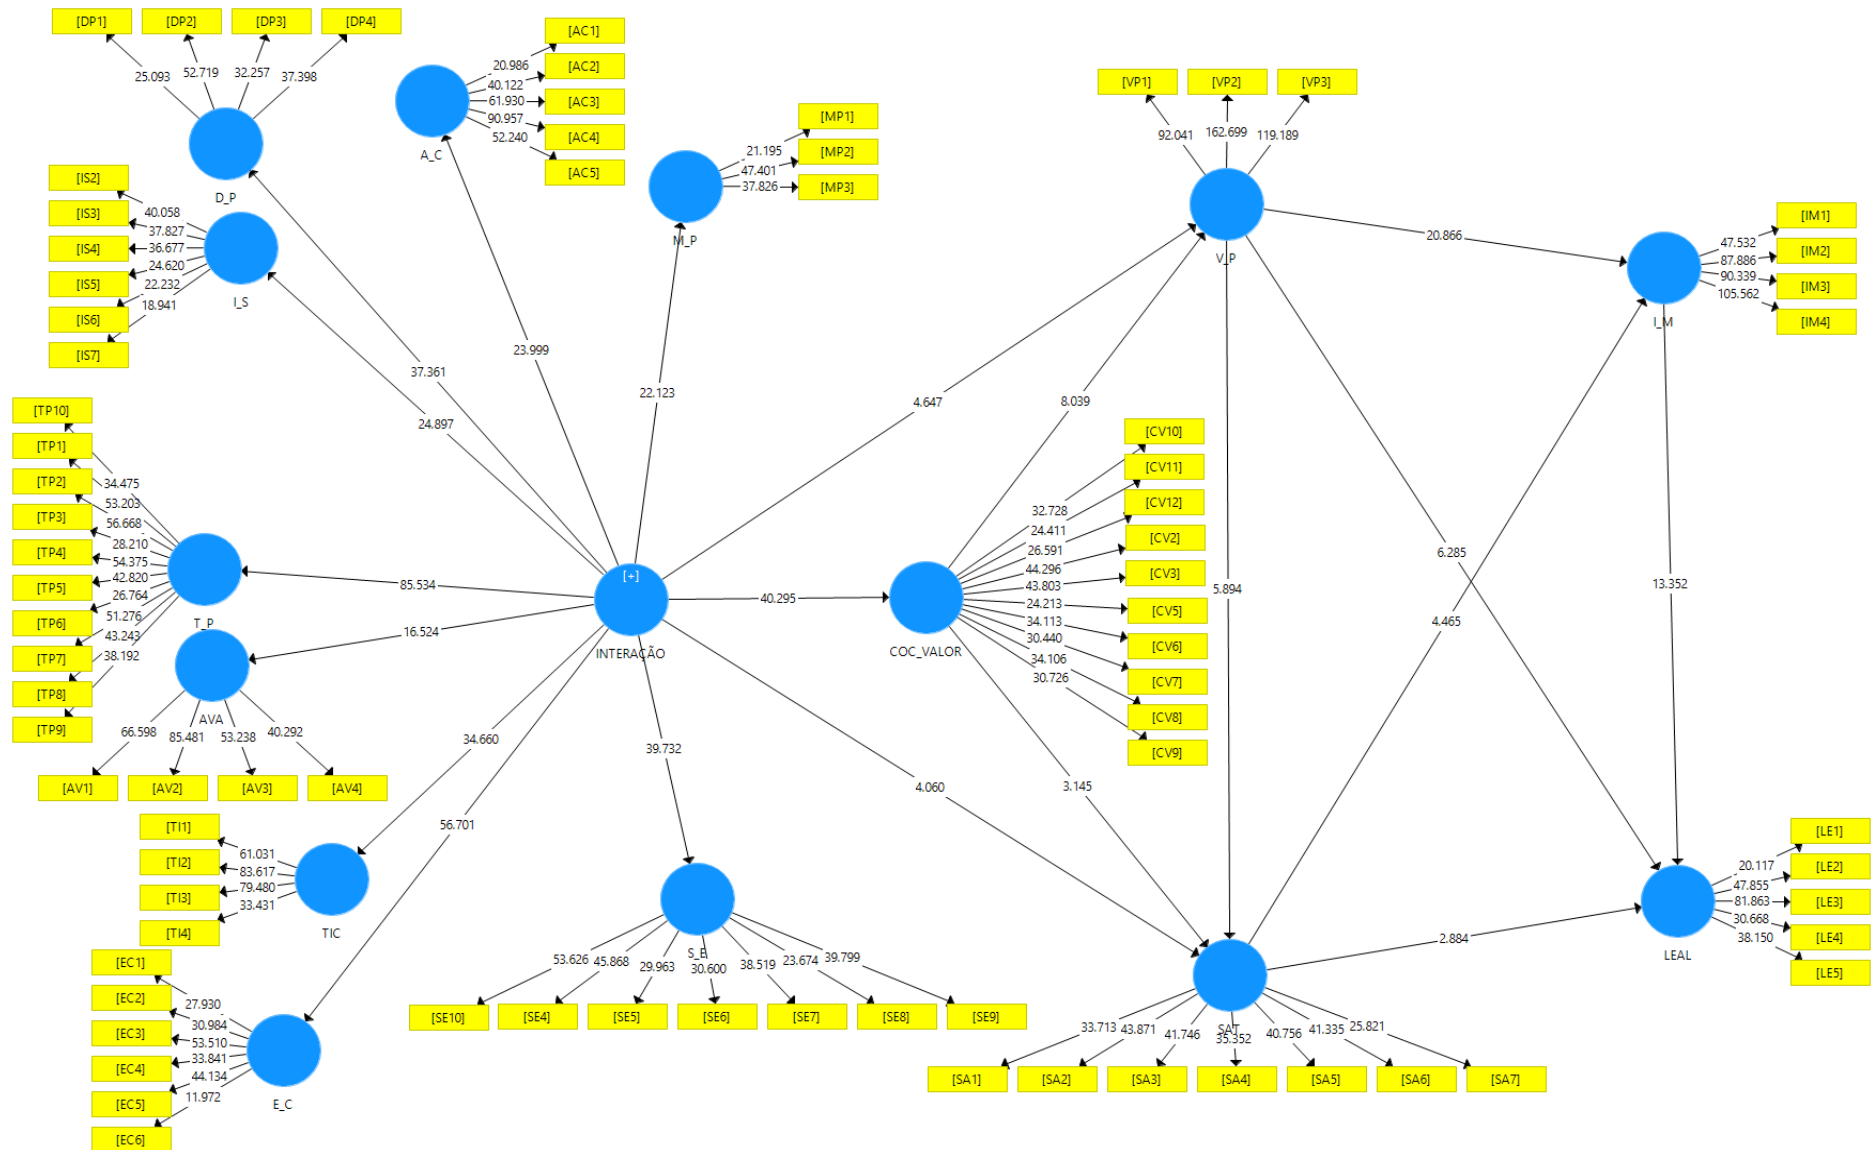 [DP1] [DP2] [DP3] [DP4]
25.093 52.719 32.257 37.398
D_P
[AC1]
[AC2]
[AC3]
[AC4]
[AC5]
20.986
40.122
61.930
90.957
52.240
A_C
[MP1]
[MP2]
[MP3]
21.195
47.401
37.826
M_P
[VP1] [VP2] [VP3]
92.041 162.699 119.189
V_P
[IS2]
[IS3]
[IS4]
[IS5]
[IS6]
[IS7]
40.058
37.827
36.677
24.620
22.232
18.941
I_S
20.866
[IM1]
[IM2]
[IM3]
[IM4]
47.532
87.886
90.339
105.562
I_M
37.361
24.897
23.999
22.123
4.647
8.039
[TP10]
[TP1]
[TP2]
[TP3]
[TP4]
[TP5]
[TP6]
[TP7]
[TP8]
[TP9]
34.475
53.203
56.668
28.210
54.375
42.820
26.764
51.276
43.243
38.192
T_P
85.534
16.524
[+]
INTERAÇÃO
40.295
COC_VALOR
[CV10]
[CV11]
[CV12]
[CV2]
[CV3]
[CV5]
[CV6]
[CV7]
[CV8]
[CV9]
32.728
24.411
26.591
44.296
43.803
24.213
34.113
30.440
34.106
30.726
5.894
6.285
4.465
13.352
AVA
66.598 85.481 53.238 40.292
[AV1] [AV2] [AV3] [AV4]
34.660
56.701
39.732
4.060
3.145
2.884
[TI1]
[TI2]
[TI3]
[TI4]
61.031
83.617
79.480
33.431
TIC
[EC1]
[EC2]
[EC3]
[EC4]
[EC5]
[EC6]
27.930
30.984
53.510
33.841
44.134
11.972
E_C
S_E
53.626 45.868 29.963 30.600 38.519 23.674 39.799
[SE10] [SE4] [SE5] [SE6] [SE7] [SE8] [SE9]
SAT
33.713 43.871 41.746 35.352 40.756 41.335 25.821
[SA1] [SA2] [SA3] [SA4] [SA5] [SA6] [SA7]
[LE1]
[LE2]
[LE3]
[LE4]
[LE5]
20.117
47.855
81.863
30.668
38.150
LEAL